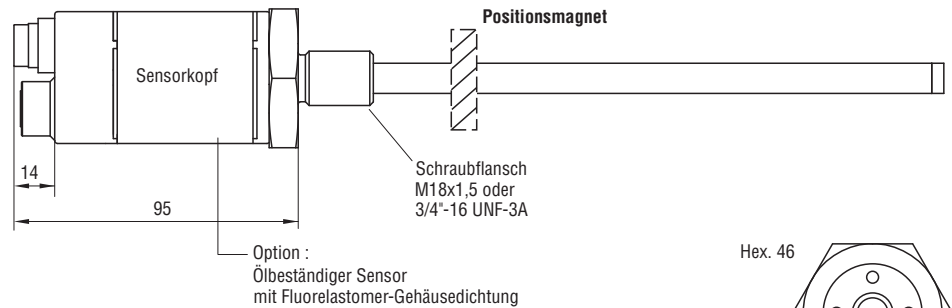 Positionsmagnet
Sensorkopf
Schraubflansch
M18x1,5 oder
3/4"-16 UNF-3A
14
95
Option :
Ölbeständiger Sensor
mit Fluorelastomer-Gehäusedichtung
Hex. 46